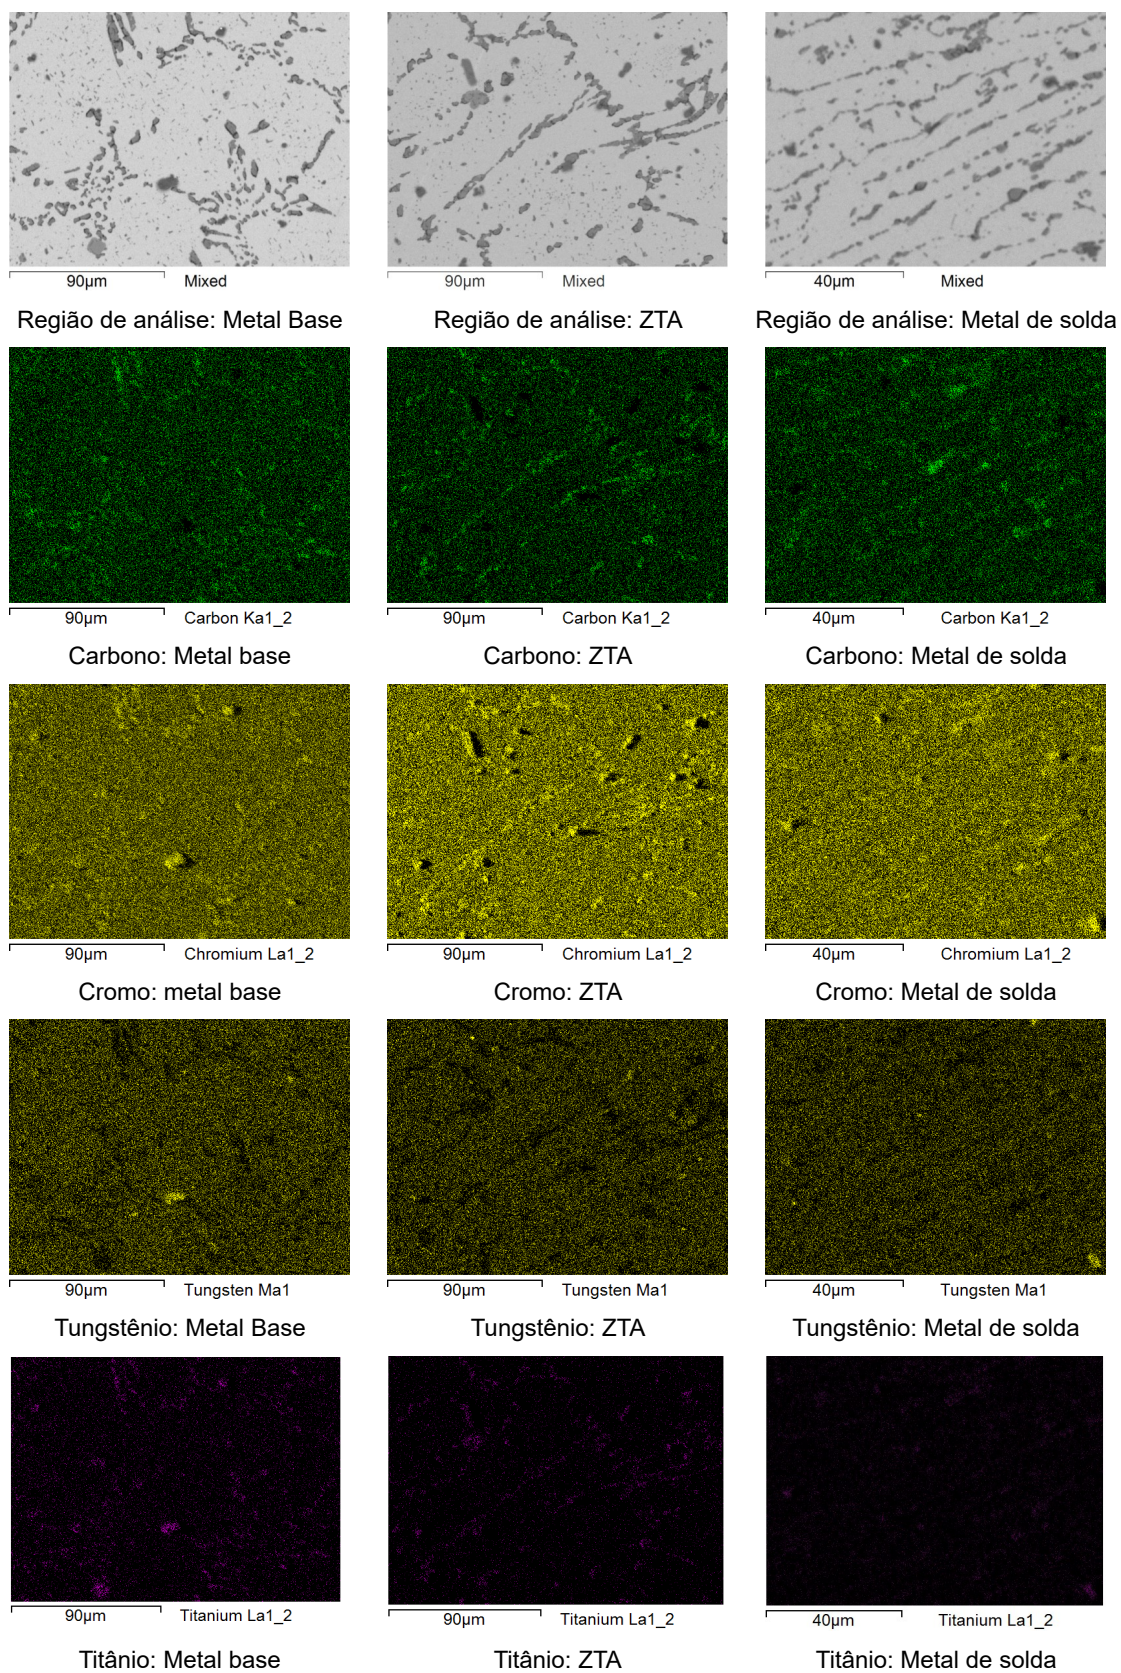 90µm Mixed 90µm Mixed 40µm Mixed
Região de análise: Metal Base Região de análise: ZTA Região de análise: Metal de solda
90µm Carbon Ka1_2 90µm Carbon Ka1_2 40µm Carbon Ka1_2
Carbono: Metal base Carbono: ZTA Carbono: Metal de solda
90µm Chromium La1_2 90µm Chromium La1_2 40µm Chromium La1_2
Cromo: metal base Cromo: ZTA Cromo: Metal de solda
90µm Tungsten Ma1 90µm Tungsten Ma1 40µm Tungsten Ma1
Tungstênio: Metal Base Tungstênio: ZTA Tungstênio: Metal de solda
90µm Titanium La1_2 90µm Titanium La1_2 40µm Titanium La1_2
Titânio: Metal base Titânio: ZTA Titânio: Metal de solda